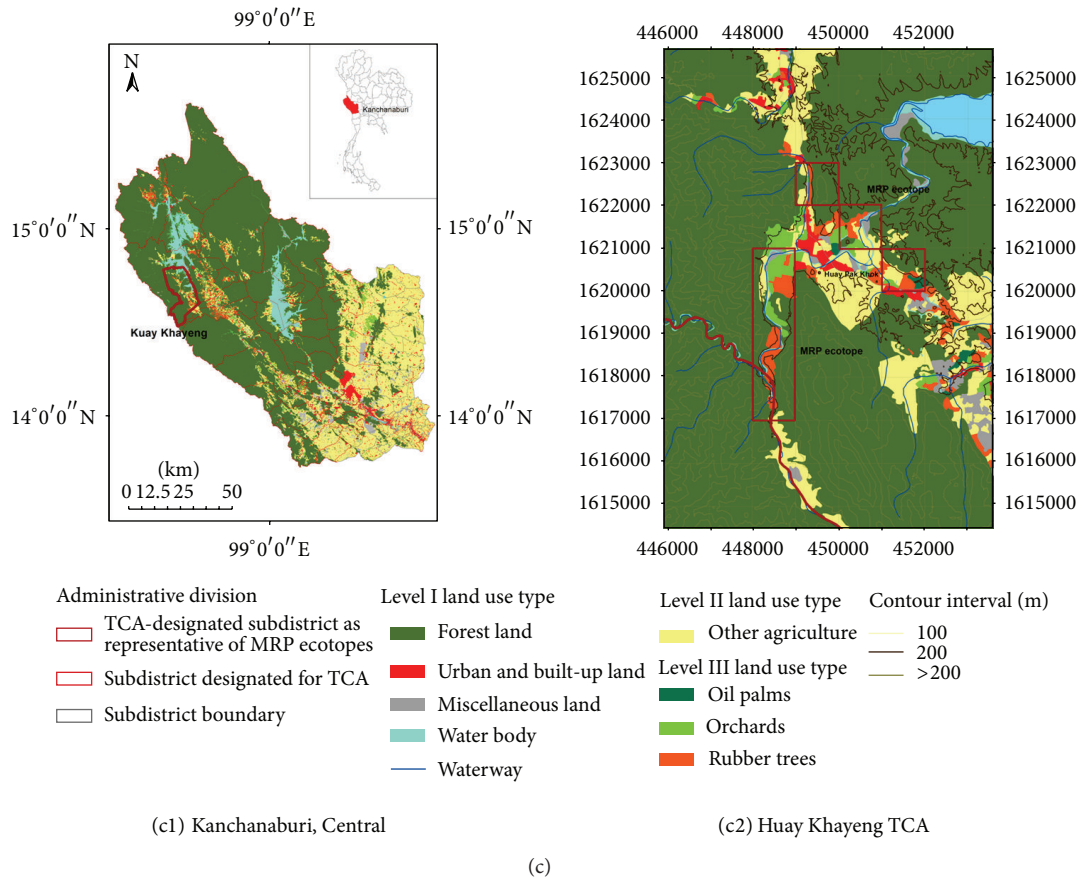 99°0′0′′ E
N
Kanchanaburi
15°0′0′′ N
15°0′0′′ N
Kuay Khayeng
14°0′0′′ N
14°0′0′′ N
(km)
0 12.5 25 50
99°0′0′′ E
448000 450000 452000
1625000 1625000
1624000 1624000
1623000 1623000
MRP ecotope
1622000 1622000
1621000 1621000
Huay Pak Khok
1620000 1620000
1619000 1619000
MRP ecotope
1618000 1618000
1617000 1617000
1616000 1616000
1615000 1615000
446000 448000 450000 452000
Administrative division
TCA-designated subdistrict as
representative of MRP ecotopes
Subdistrict designated for TCA
Subdistrict boundary
Level I land use type
Forest land
Urban and built-up land
Miscellaneous land
Water body
Waterway
Level II land use type
Other agriculture
Level III land use type
Oil palms
Orchards
Rubber trees
Contour interval (m)
100
200
>200
(c1) Kanchanaburi, Central
(c2) Huay Khayeng TCA
(c)